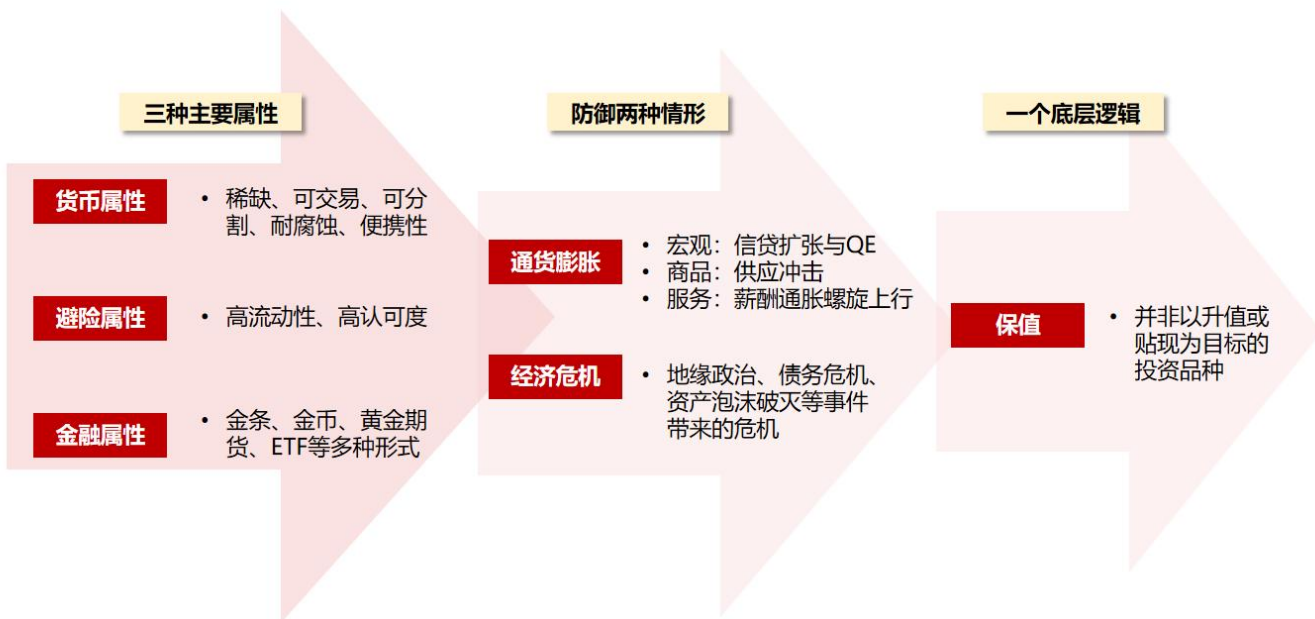 三种主要属性
货币属性
• 稀缺、可交易、可分
割、耐腐蚀、便携性
避险属性
• 高流动性、高认可度
金融属性
• 金条、金币、黄金期
货、ETF等多种形式
防御两种情形
通货膨胀
• 宏观：信贷扩张与QE
• 商品：供应冲击
• 服务：薪酬通胀螺旋上行
经济危机
• 地缘政治、债务危机、
资产泡沫破灭等事件
带来的危机
一个底层逻辑
保值
• 并非以升值或
贴现为目标的
投资品种